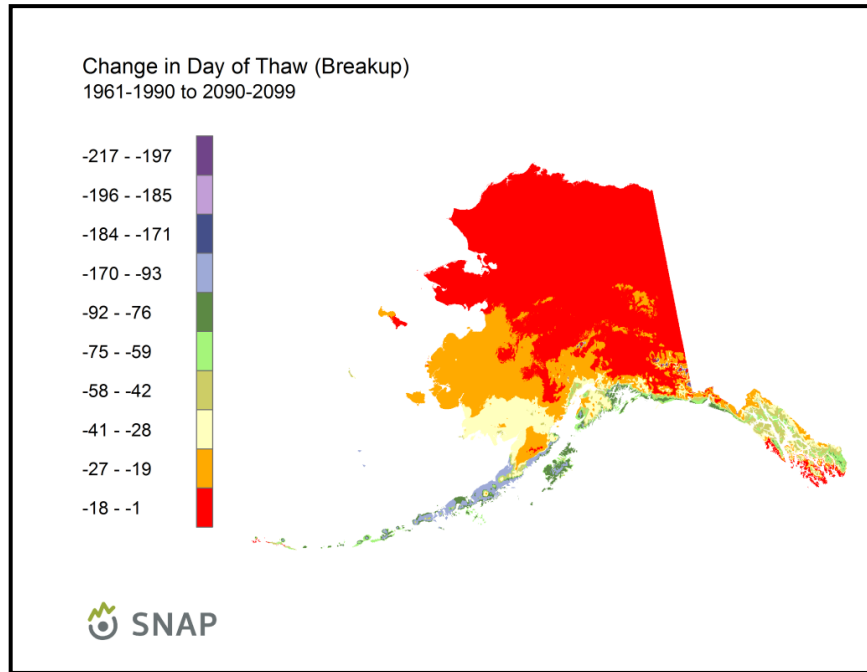 Change in Day of Thaw (Breakup)
1961-1990 to 2090-2099
-217 - -197
-196 - -185
-184 - -171
-170 - -93
-92 - -76
-75 - -59
-58 - -42
-41 - -28
-27 - -19
-18 - -1
SNAP